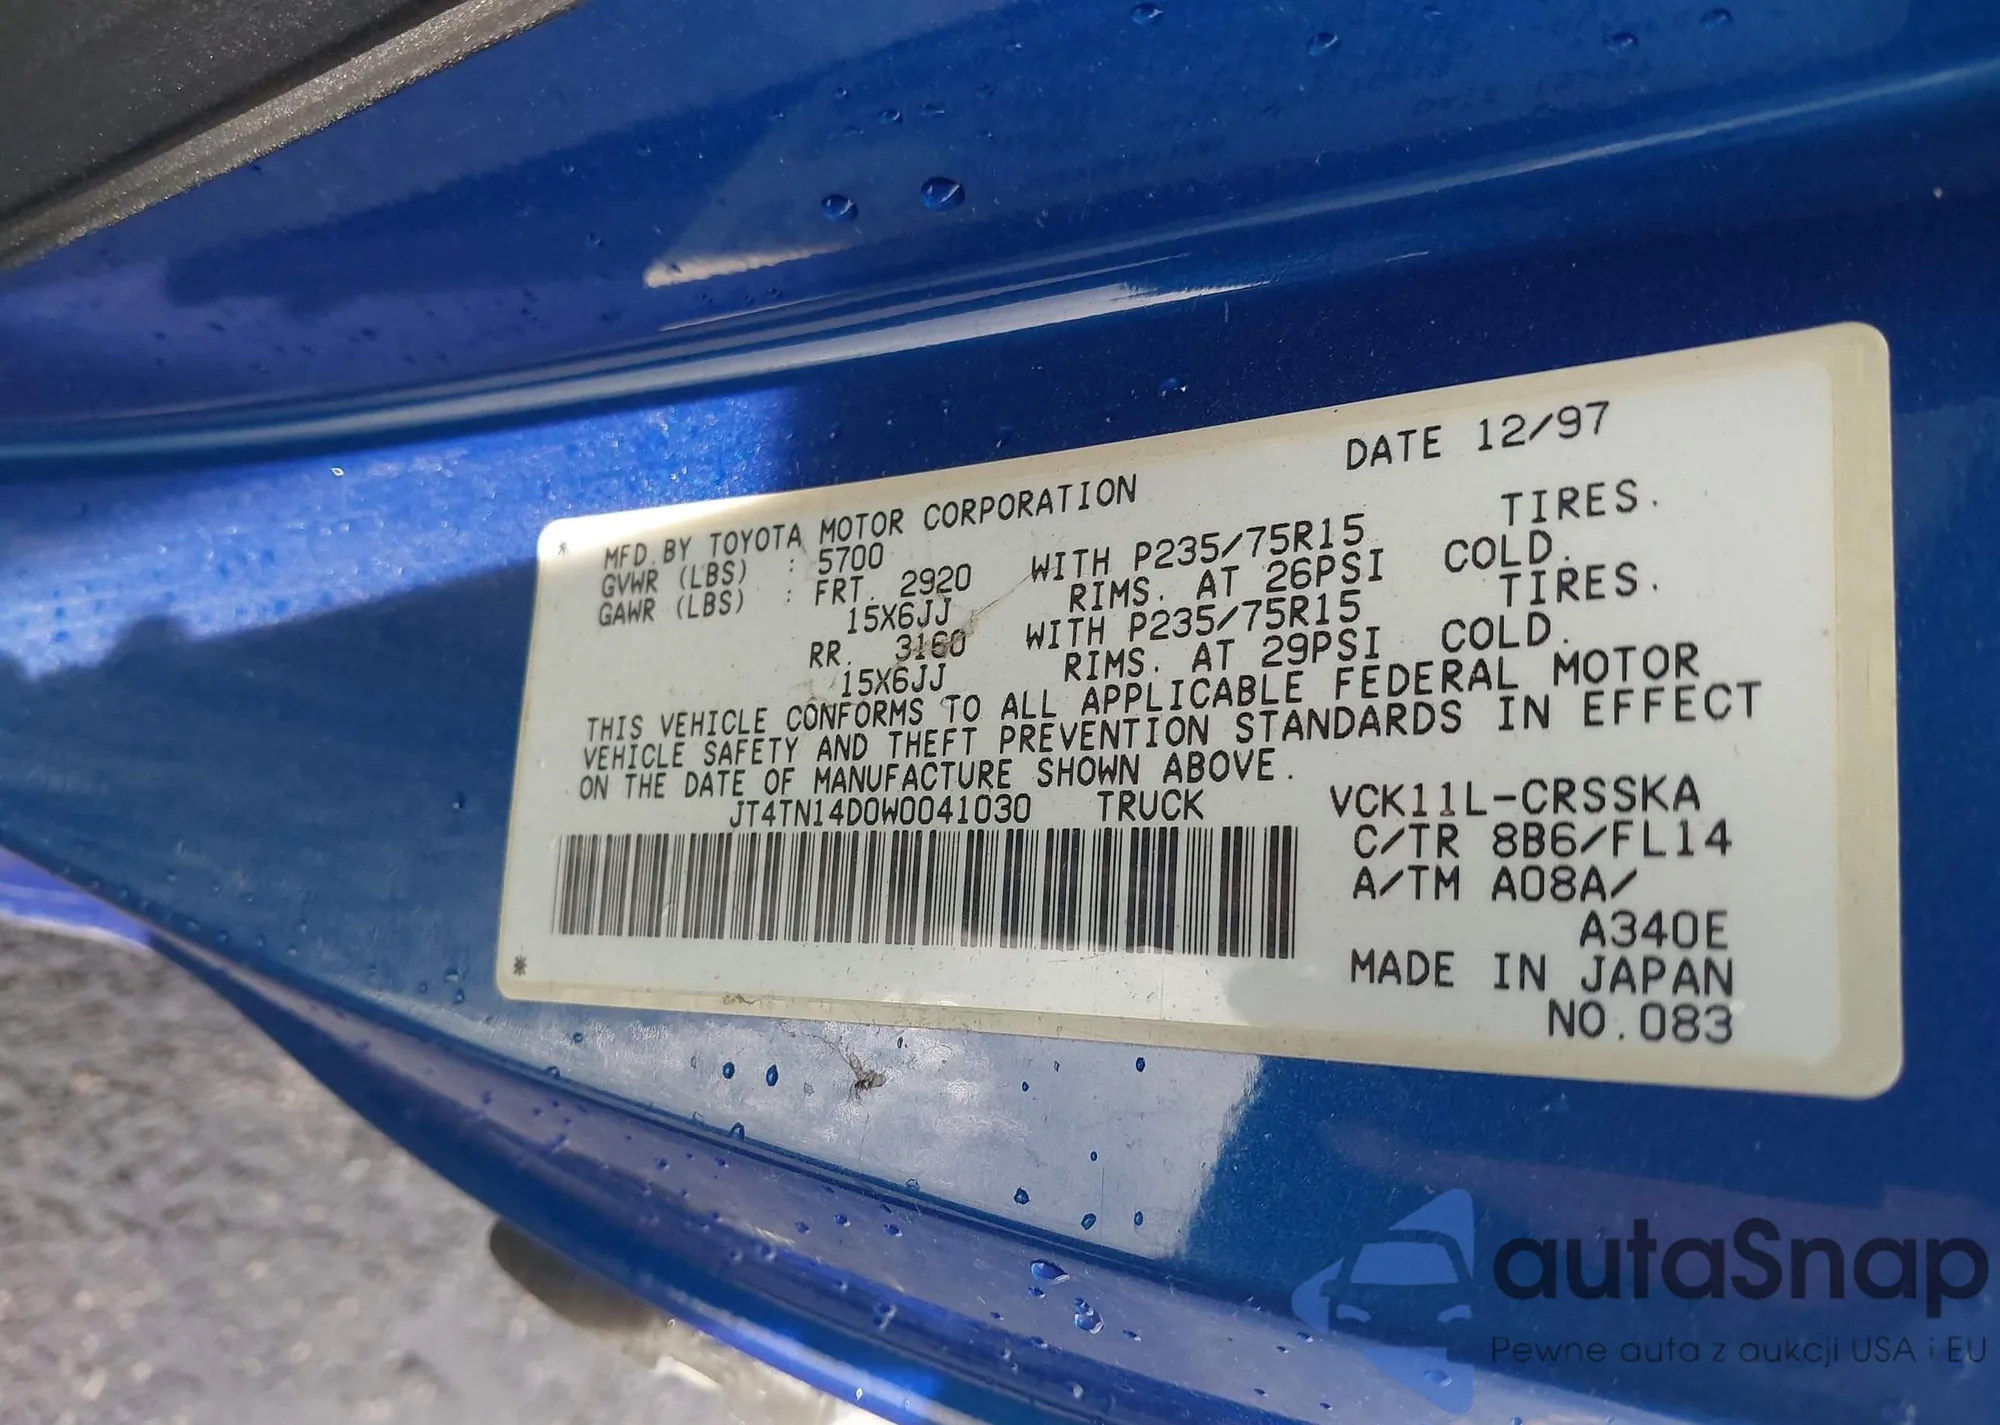 DATE 12/97
MFD.BY TOYOTA MOTOR CORPORATION
GVWR (LBS) : 5700
GAWR (LBS) : FRT. 2920 WITH P235/75R15 TIRES.
15X6JJ RIMS. AT 26PSI COLD.
RR. 3160 WITH P235/75R15 TIRES.
15X6JJ RIMS. AT 29PSI COLD.
THIS VEHICLE CONFORMS TO ALL APPLICABLE FEDERAL MOTOR
VEHICLE SAFETY AND THEFT PREVENTION STANDARDS IN EFFECT
ON THE DATE OF MANUFACTURE SHOWN ABOVE.
JT4TN14D0W0041030 TRUCK VCK11L-CRSSKA
C/TR 8B6/FL14
A/TM A08A/
A340E
MADE IN JAPAN
NO.083
autaSnap
Pewne auta z aukcji USA i EU